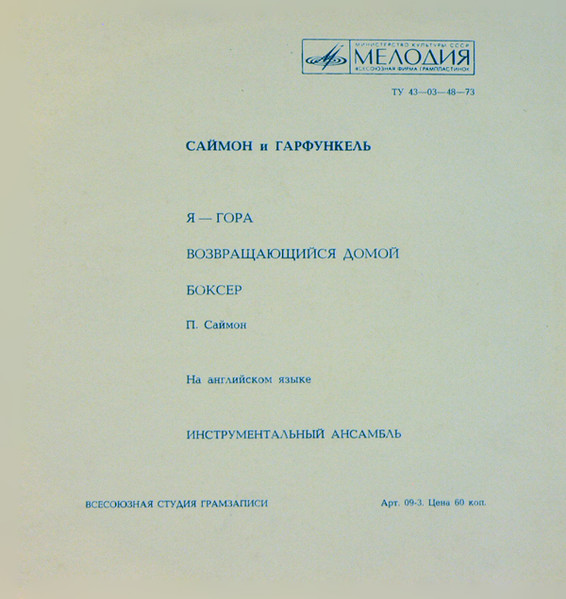 МИНИСТЕРСТВО КУЛЬТУРЫ СССР
МЕЛОДИЯ
ВСЕСОЮЗНАЯ ФИРМА ГРАМПЛАСТИНОК
ТУ 43—03—48—73
САЙМОН и ГАРФУНКЕЛЬ
Я — ГОРА
ВОЗВРАЩАЮЩИЙСЯ ДОМОЙ
БОКСЕР
П. Саймон
На английском языке
ИНСТРУМЕНТАЛЬНЫЙ АНСАМБЛЬ
ВСЕСОЮЗНАЯ СТУДИЯ ГРАМЗАПИСИ
Арт. 09-3. Цена 60 коп.